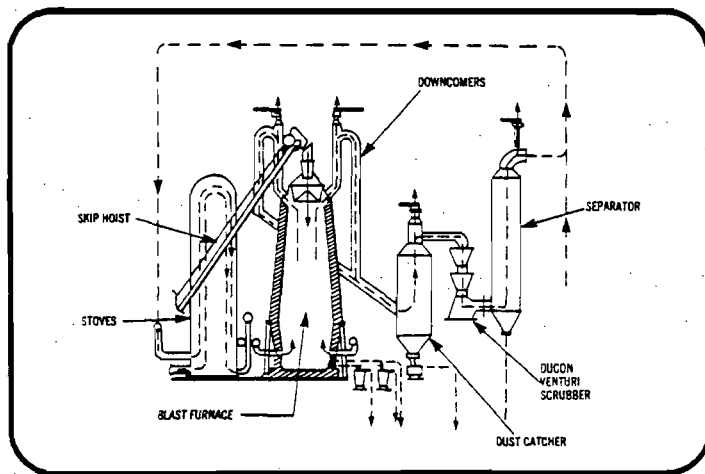 DOWNCOMERS
SEPARATOR
SKIP HOIST
STOVES
DUCON
VENTURI
SCRUBBER
BLAST FURNACE
DUST CATCHER